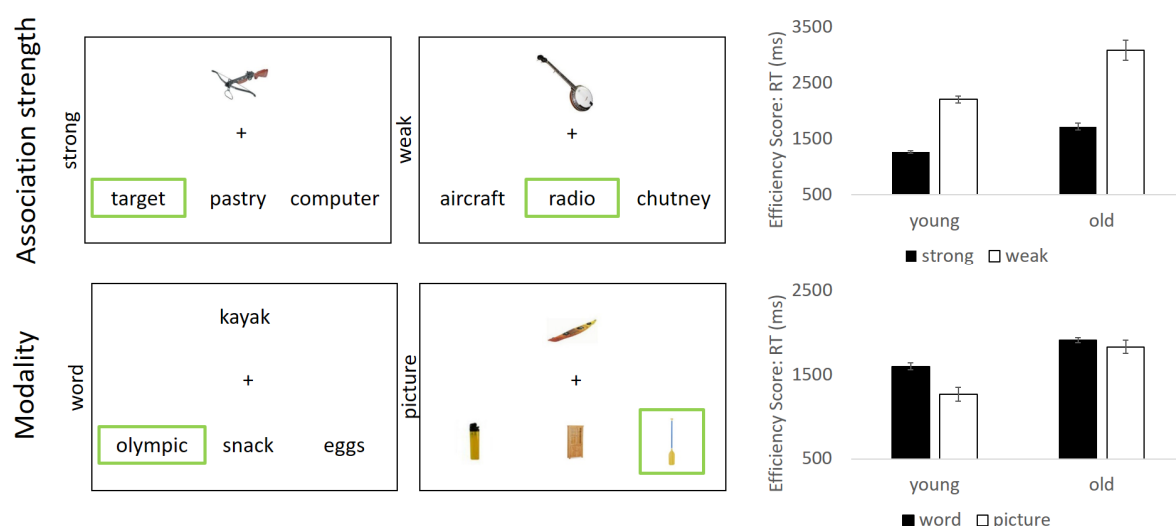 Association strength
strong
+
target pastry computer
weak
+
aircraft radio chutney
Efficiency Score: RT (ms)
3500
2500
1500
500
young old
strong weak
Modality
word
kayak
+
olympic snack eggs
picture
+
Efficiency Score: RT (ms)
2500
1500
500
young old
word picture